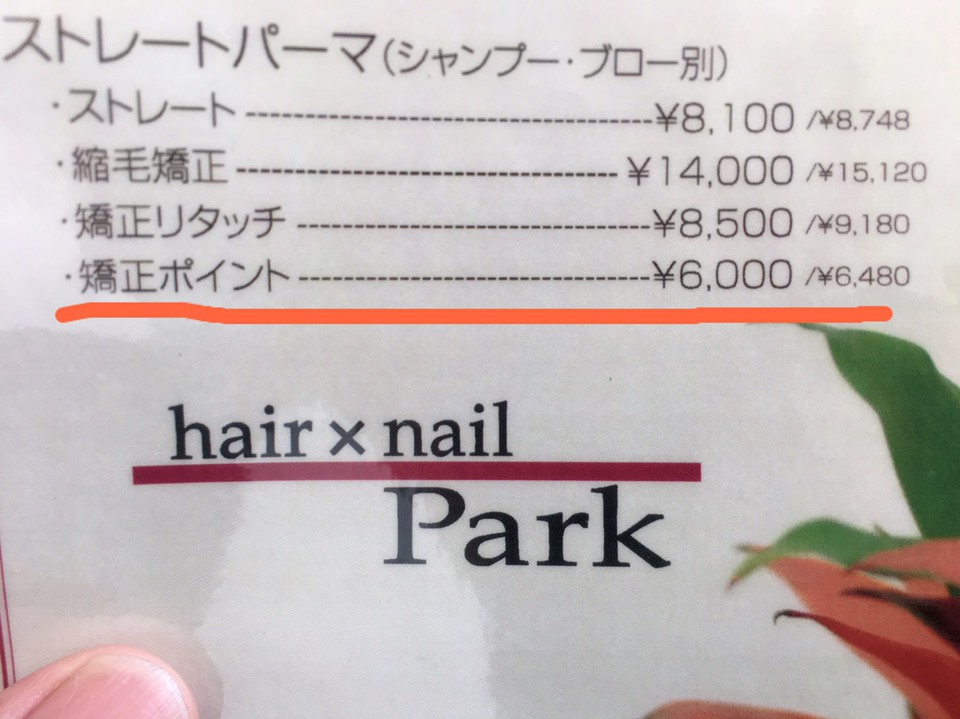 ストレートパーマ(シャンプー・ブロー別)
・ストレート ---------------------------------- ¥8,100 /¥8,748
・縮毛矯正 -------------------------------- ¥14,000 /¥15,120
・矯正リタッチ ------------------------------ ¥8,500 /¥9,180
・矯正ポイント ------------------------------ ¥6,000 /¥6,480
hair×nail
Park